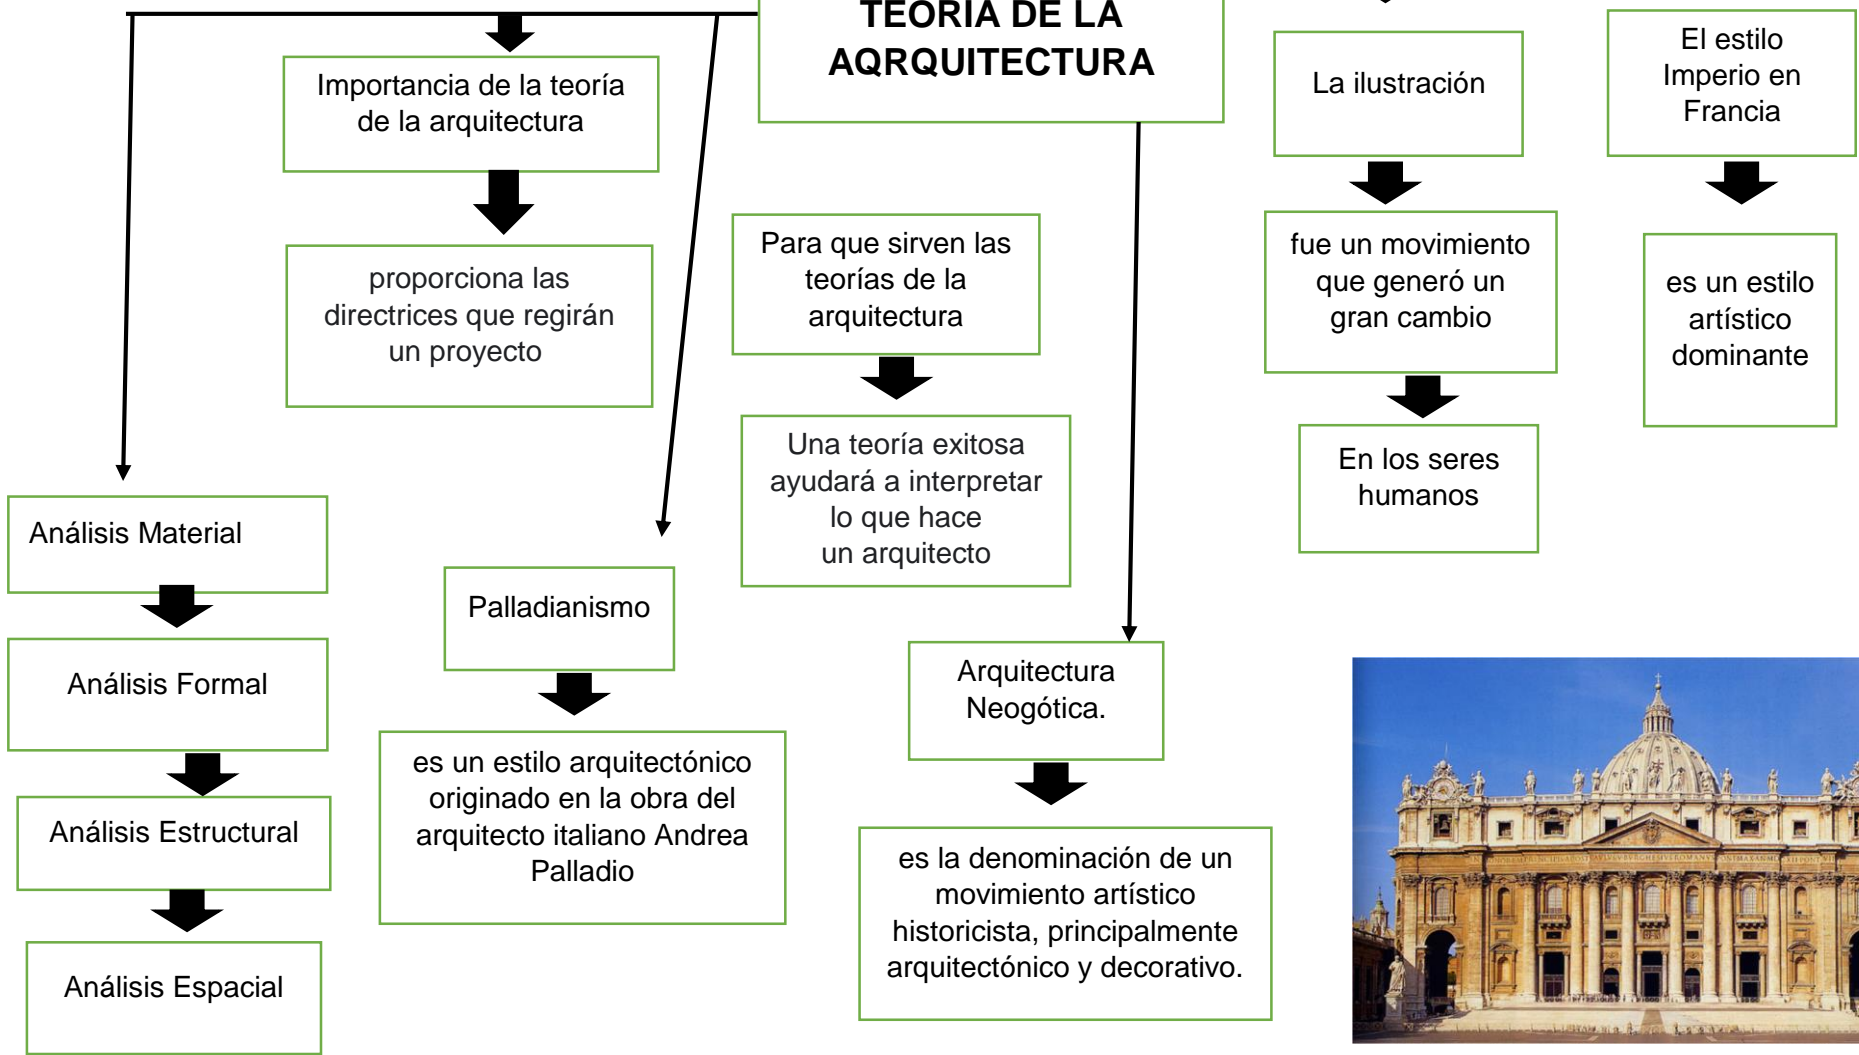 TEORIA DE LA
AQRQUITECTURA
Importancia de la teoría
de la arquitectura
proporciona las
directrices que regirán
un proyecto
Para que sirven las
teorías de la
arquitectura
Una teoría exitosa
ayudará a interpretar
lo que hace
un arquitecto
La ilustración
fue un movimiento
que generó un
gran cambio
En los seres
humanos
El estilo
Imperio en
Francia
es un estilo
artístico
dominante
Análisis Material
Análisis Formal
Análisis Estructural
Análisis Espacial
Palladianismo
es un estilo arquitectónico
originado en la obra del
arquitecto italiano Andrea
Palladio
Arquitectura
Neogótica.
es la denominación de un
movimiento artístico
historicista, principalmente
arquitectónico y decorativo.